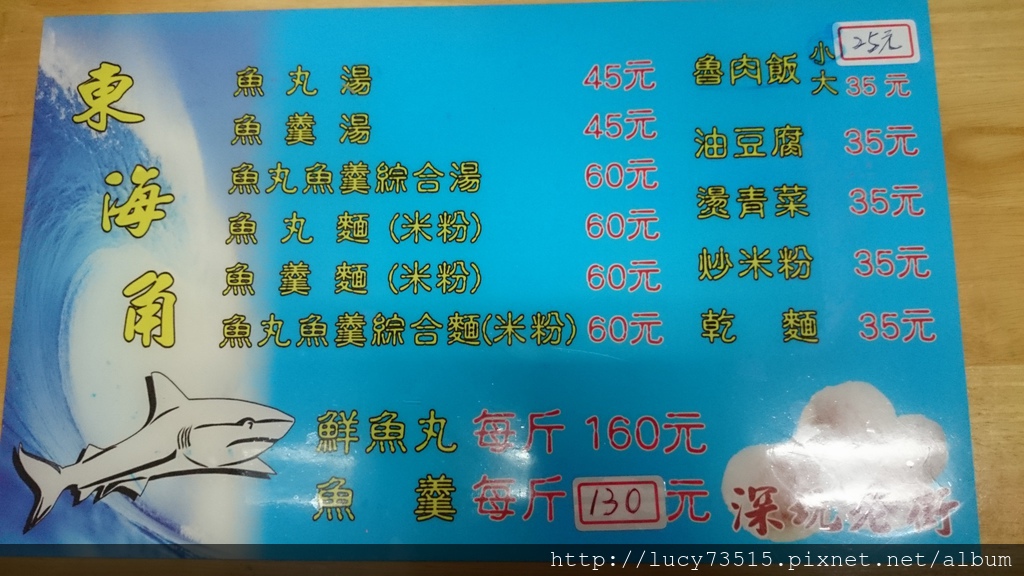 東海角
魚丸湯 45元
魚羹湯 45元
魚丸魚羹綜合湯 60元
魚丸麵(米粉) 60元
魚羹麵(米粉) 60元
魚丸魚羹綜合麵(米粉) 60元
魯肉飯 小 25元
大 35元
油豆腐 35元
燙青菜 35元
炒米粉 35元
乾麵 35元
鮮魚丸 每斤 160元
魚羹 每斤 130 元
深坑老街
http://lucy73515.pixnet.net/album